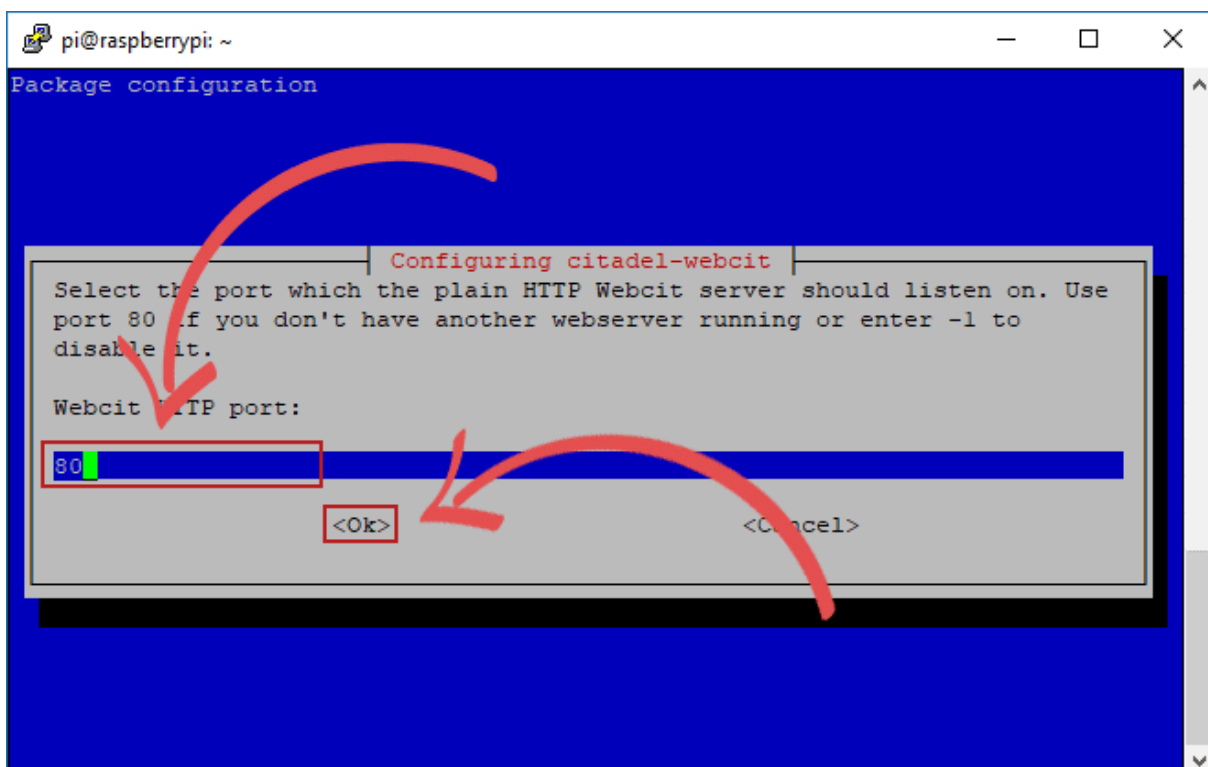 pi@raspberrypi: ~
Package configuration
Configuring citadel-webcit
Select the port which the plain HTTP Webcit server should listen on. Use
port 80 if you don't have another webserver running or enter -1 to
disable it.
Webcit HTTP port:
80
<Ok> <Cancel>